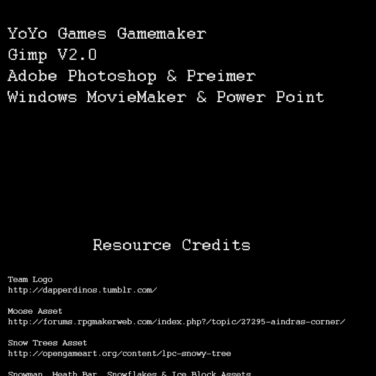 YoYo Games Gamemaker
Gimp V2.0
Adobe Photoshop & Preimer
Windows MovieMaker & Power Point
Resource Credits
Team Logo
http://dapperdinos.tumblr.com/
Moose Asset
http://forums.rpgmakerweb.com/index.php?/topic/27295-aindras-corner/
Snow Trees Asset
http://opengameart.org/content/lpc-snowy-tree
Snowman, Heath Bar, Snowflakes & Ice Block Assets